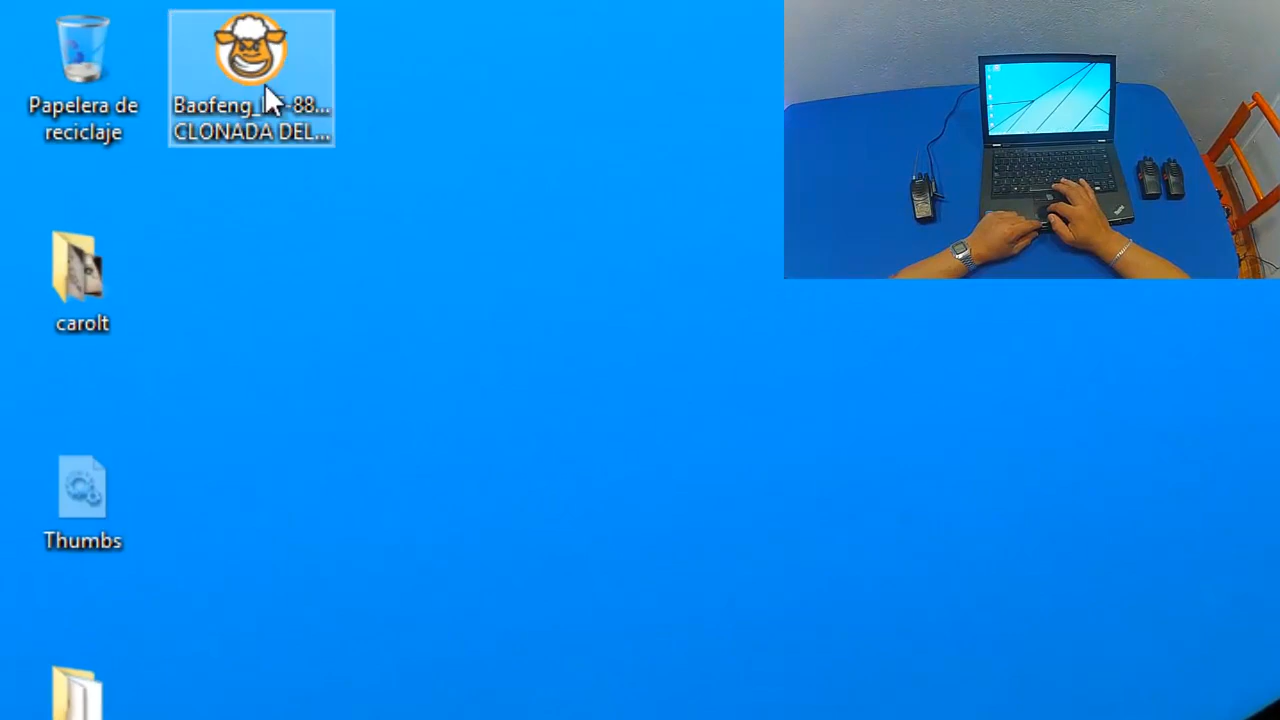 Papelera de
reciclaje
Baofeng_ -88...
CLONADA DEL...
carolt
Thumbs